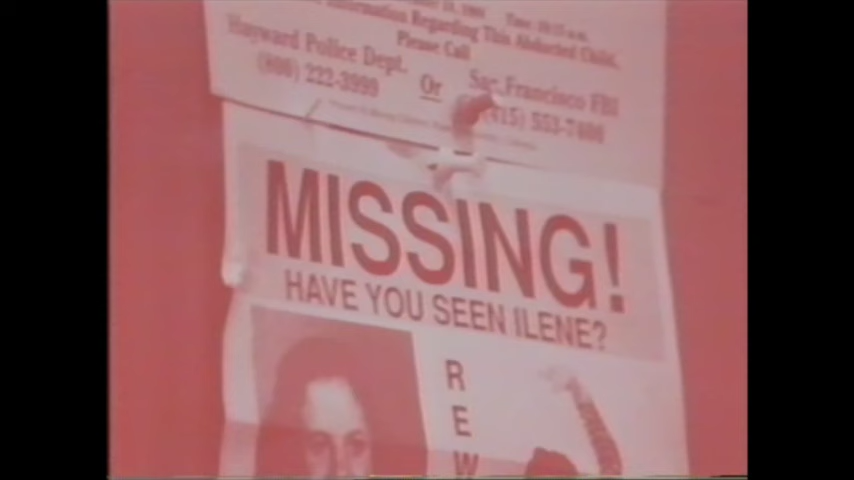 Information Regarding This Abducted Child,
Please Call
Hayward Police Dept. Or San Francisco FBI
(800) 222-3999 (415) 553-7400
MISSING!
HAVE YOU SEEN ILENE?
R
E
W